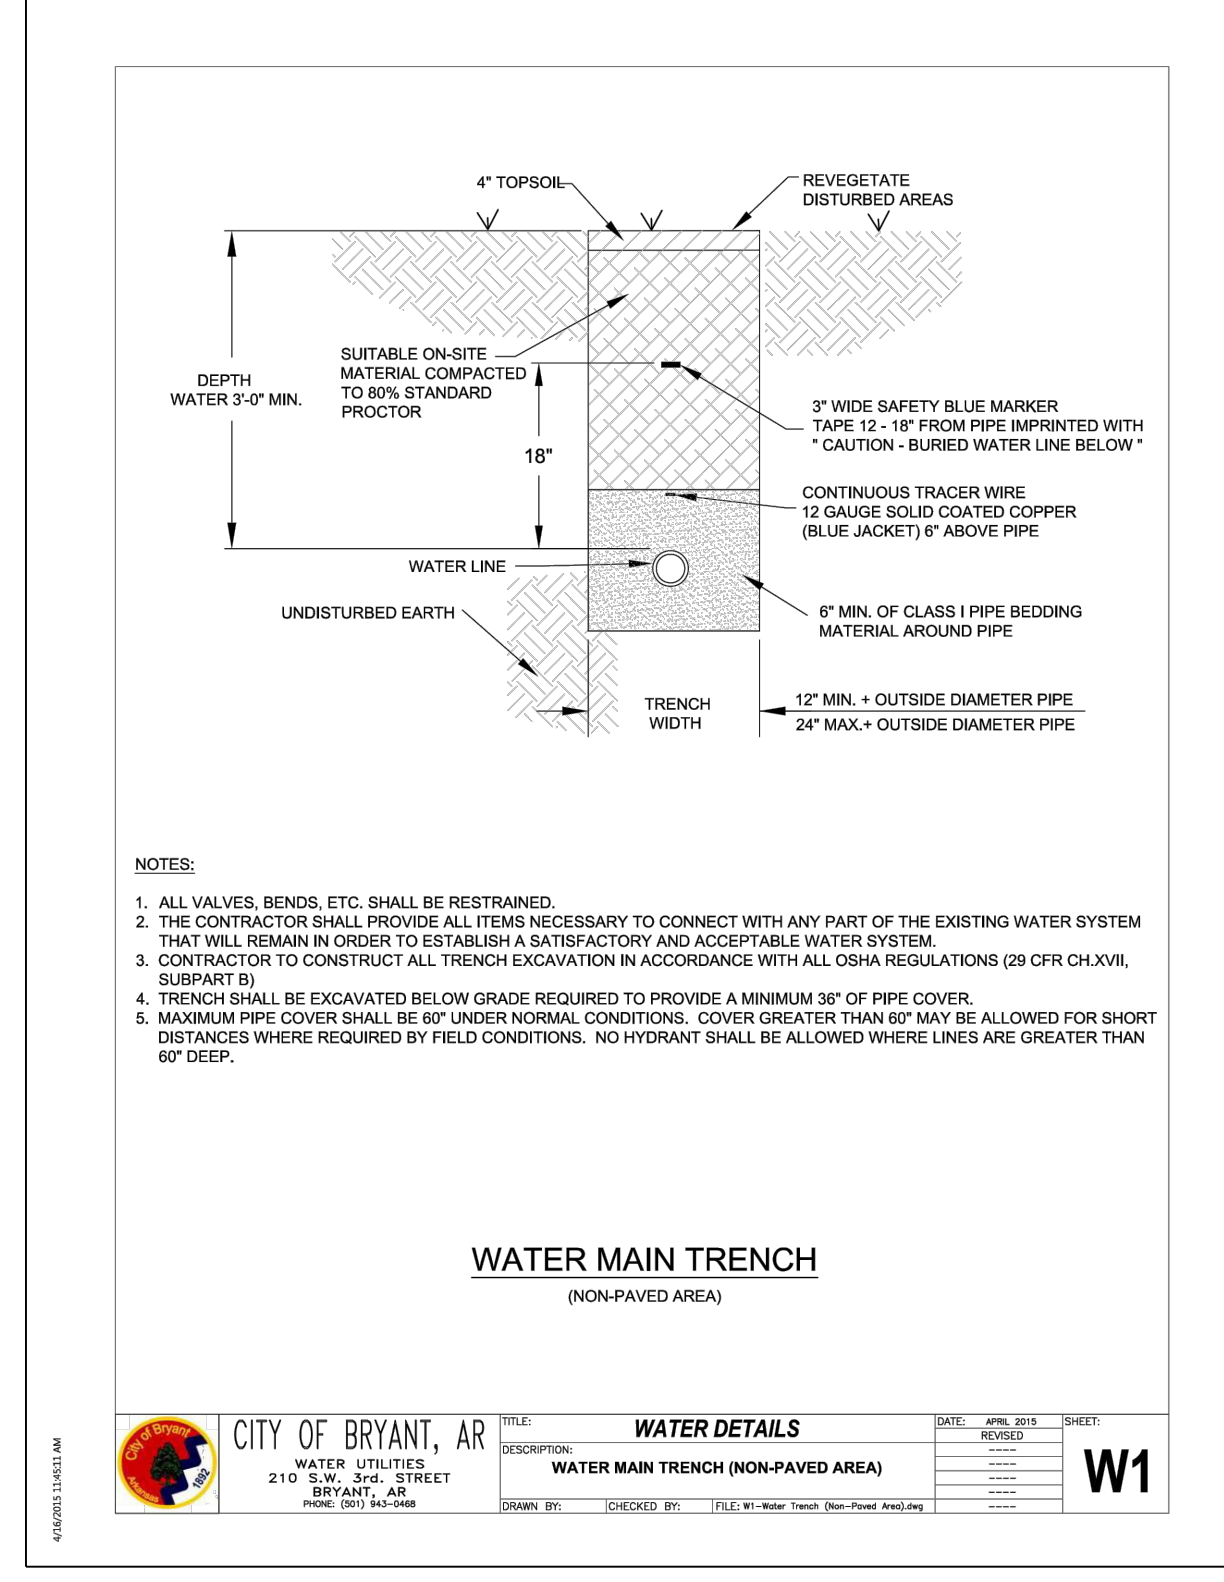 4" TOPSOIL
REVEGETATE
DISTURBED AREAS
SUITABLE ON-SITE
MATERIAL COMPACTED
TO 80% STANDARD
PROCTOR
DEPTH
WATER 3'-0" MIN.
18"
3" WIDE SAFETY BLUE MARKER
TAPE 12 - 18" FROM PIPE IMPRINTED WITH
" CAUTION - BURIED WATER LINE BELOW "
CONTINUOUS TRACER WIRE
12 GAUGE SOLID COATED COPPER
(BLUE JACKET) 6" ABOVE PIPE
WATER LINE
UNDISTURBED EARTH
6" MIN. OF CLASS I PIPE BEDDING
MATERIAL AROUND PIPE
TRENCH
WIDTH
12" MIN. + OUTSIDE DIAMETER PIPE
24" MAX.+ OUTSIDE DIAMETER PIPE
NOTES:
1. ALL VALVES, BENDS, ETC. SHALL BE RESTRAINED.
2. THE CONTRACTOR SHALL PROVIDE ALL ITEMS NECESSARY TO CONNECT WITH ANY PART OF THE EXISTING WATER SYSTEM
THAT WILL REMAIN IN ORDER TO ESTABLISH A SATISFACTORY AND ACCEPTABLE WATER SYSTEM.
3. CONTRACTOR TO CONSTRUCT ALL TRENCH EXCAVATION IN ACCORDANCE WITH ALL OSHA REGULATIONS (29 CFR CH.XVII,
SUBPART B)
4. TRENCH SHALL BE EXCAVATED BELOW GRADE REQUIRED TO PROVIDE A MINIMUM 36" OF PIPE COVER.
5. MAXIMUM PIPE COVER SHALL BE 60" UNDER NORMAL CONDITIONS. COVER GREATER THAN 60" MAY BE ALLOWED FOR SHORT
DISTANCES WHERE REQUIRED BY FIELD CONDITIONS. NO HYDRANT SHALL BE ALLOWED WHERE LINES ARE GREATER THAN
60" DEEP.
WATER MAIN TRENCH
(NON-PAVED AREA)
4/16/2015 11:45:11 AM
City of Bryant
Arkansas
1892
CITY OF BRYANT, AR
WATER UTILITIES
210 S.W. 3rd. STREET
BRYANT, AR
PHONE: (501) 943-0468
TITLE:
WATER DETAILS
DESCRIPTION:
WATER MAIN TRENCH (NON-PAVED AREA)
DRAWN BY:
CHECKED BY:
FILE: W1-Water Trench (Non-Paved Area).dwg
DATE: APRIL 2015
REVISED
----
----
----
----
----
SHEET:
W1